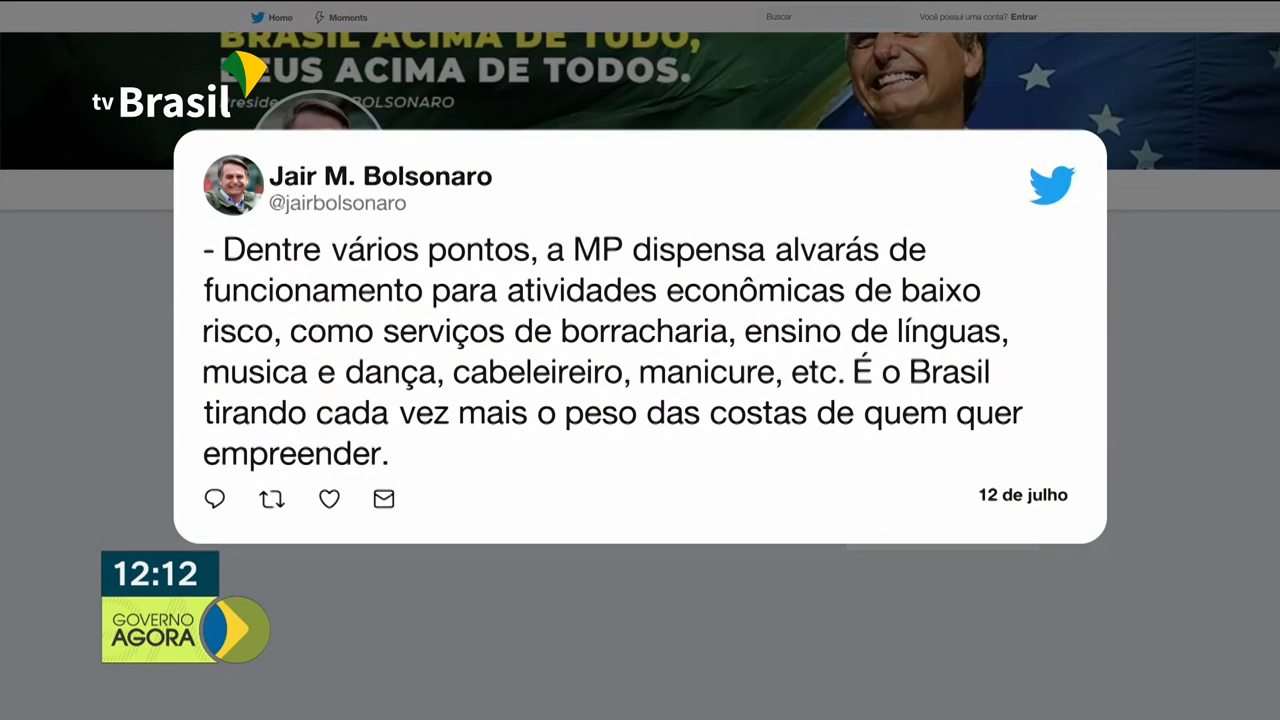 Home
Moments
Buscar
Você possui uma conta? Entrar
BRASIL ACIMA DE TUDO,
DEUS ACIMA DE TODOS.
BOLSONARO
tv Brasil
Jair M. Bolsonaro
@jairbolsonaro
- Dentre vários pontos, a MP dispensa alvarás de
funcionamento para atividades econômicas de baixo
risco, como serviços de borracharia, ensino de línguas,
musica e dança, cabeleireiro, manicure, etc. É o Brasil
tirando cada vez mais o peso das costas de quem quer
empreender.
12 de julho
12:12
GOVERNO
AGORA